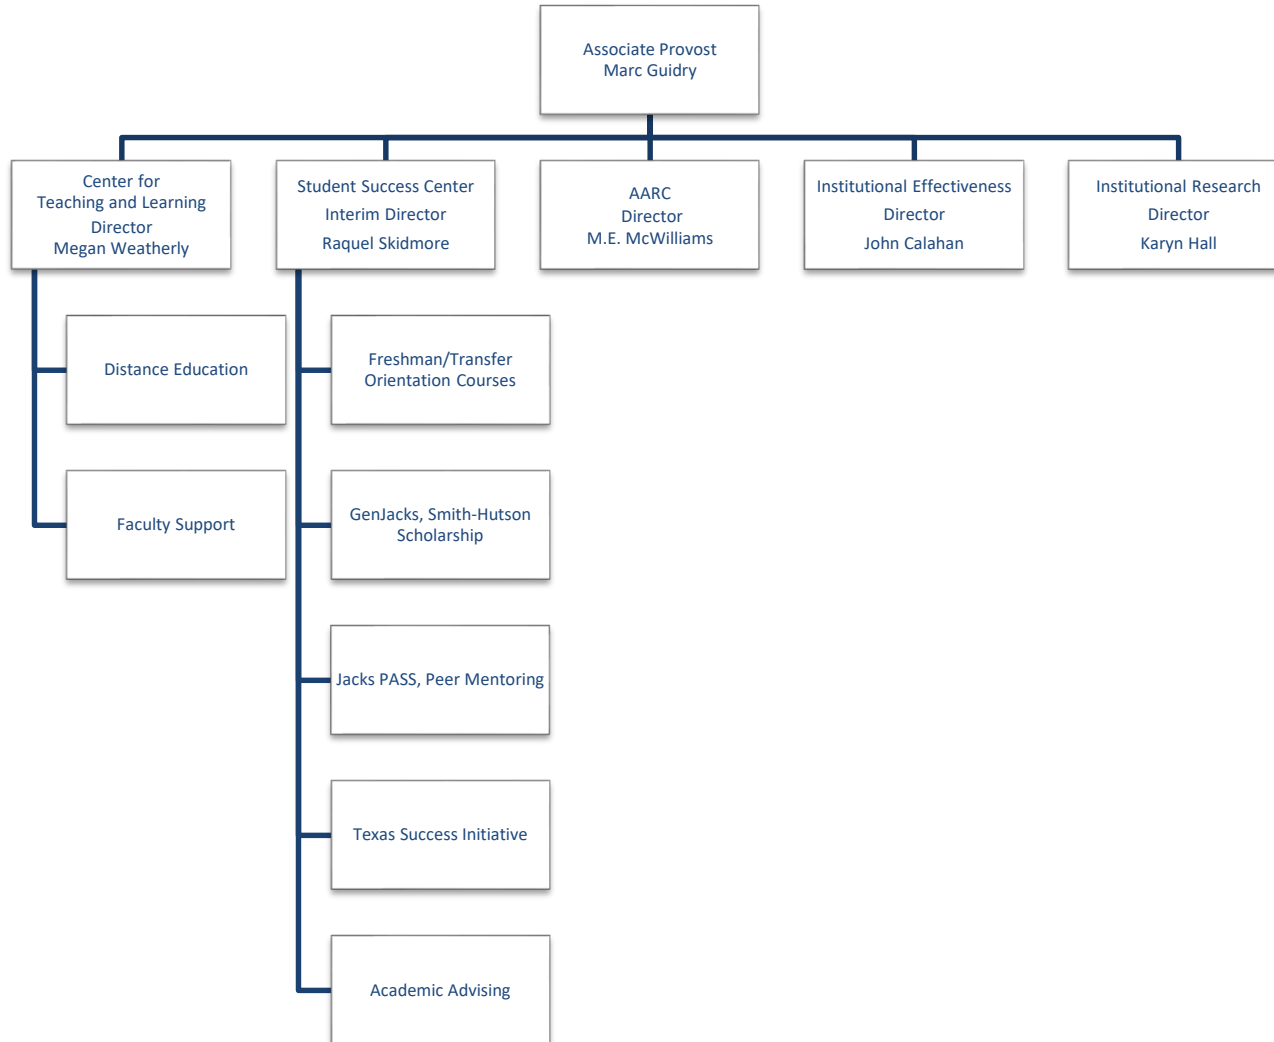 Associate Provost
Marc Guidry
Center for
Teaching and Learning
Director
Megan Weatherly
Student Success Center
Interim Director
Raquel Skidmore
AARC
Director
M.E. McWilliams
Institutional Effectiveness
Director
John Calahan
Institutional Research
Director
Karyn Hall
Distance Education
Faculty Support
Freshman/Transfer
Orientation Courses
GenJacks, Smith-Hutson
Scholarship
Jacks PASS, Peer Mentoring
Texas Success Initiative
Academic Advising